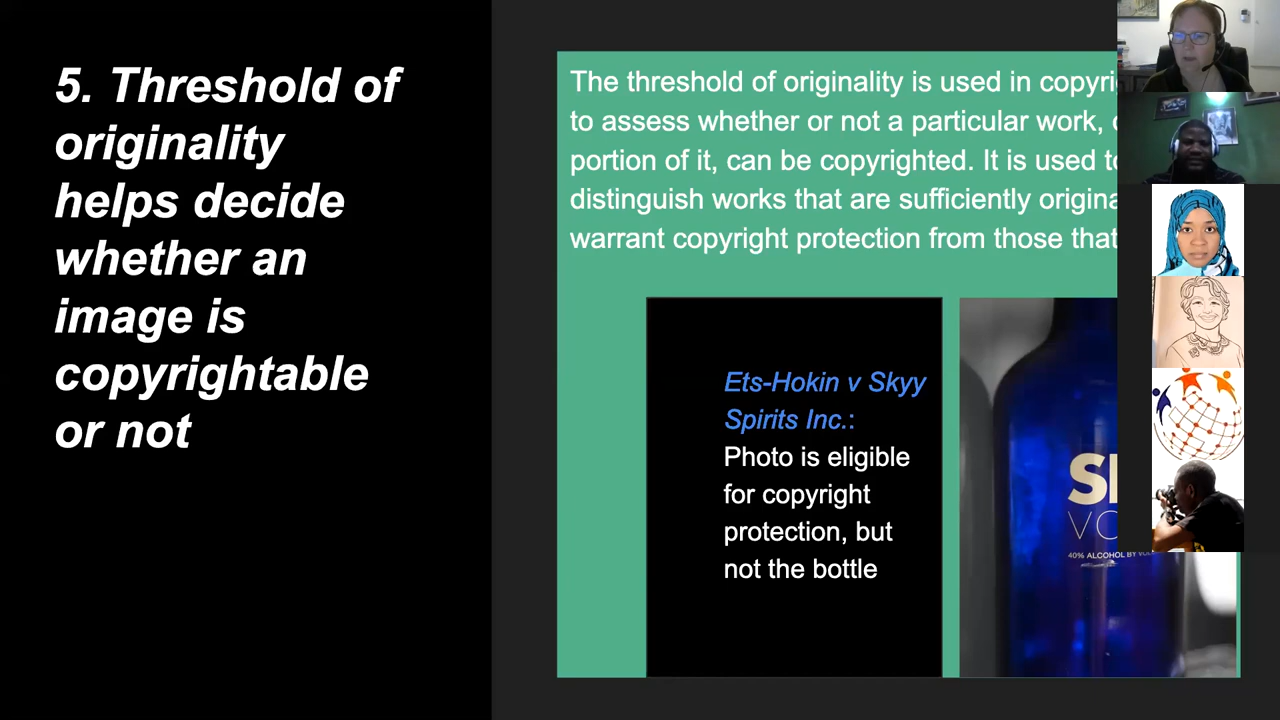 5. Threshold of
originality
helps decide
whether an
image is
copyrightable
or not
The threshold of originality is used in
to assess whether or not a particular work,
portion of it, can be copyrighted. It is used
distinguish works that are sufficiently
warrant copyright protection from those that
Ets-Hokin v Skyy
Spirits Inc.:
Photo is eligible
for copyright
protection, but
not the bottle
40% ALCOHOL BY